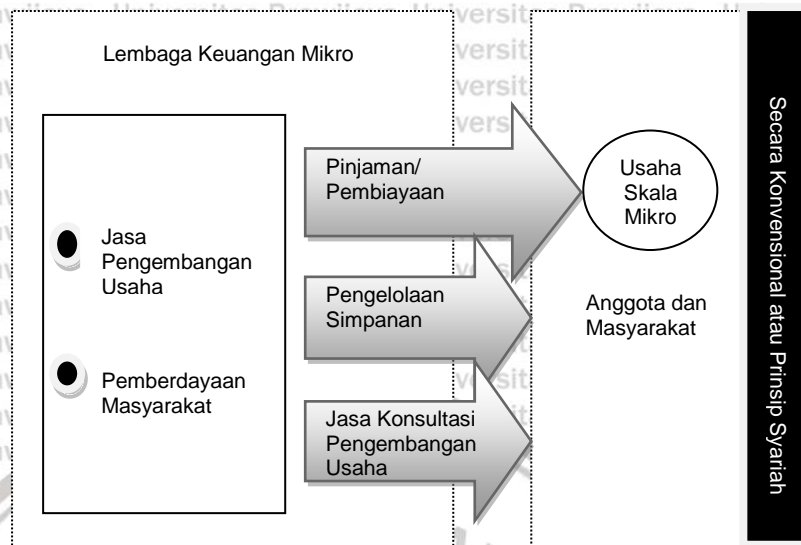 Lembaga Keuangan Mikro
Jasa
Pengembangan
Usaha
Pemberdayaan
Masyarakat
Pinjaman/
Pembiayaan
Pengelolaan
Simpanan
Jasa Konsultasi
Pengembangan
Usaha
Usaha
Skala
Mikro
Anggota dan
Masyarakat
Secara Konvensional atau Prinsip Syariah